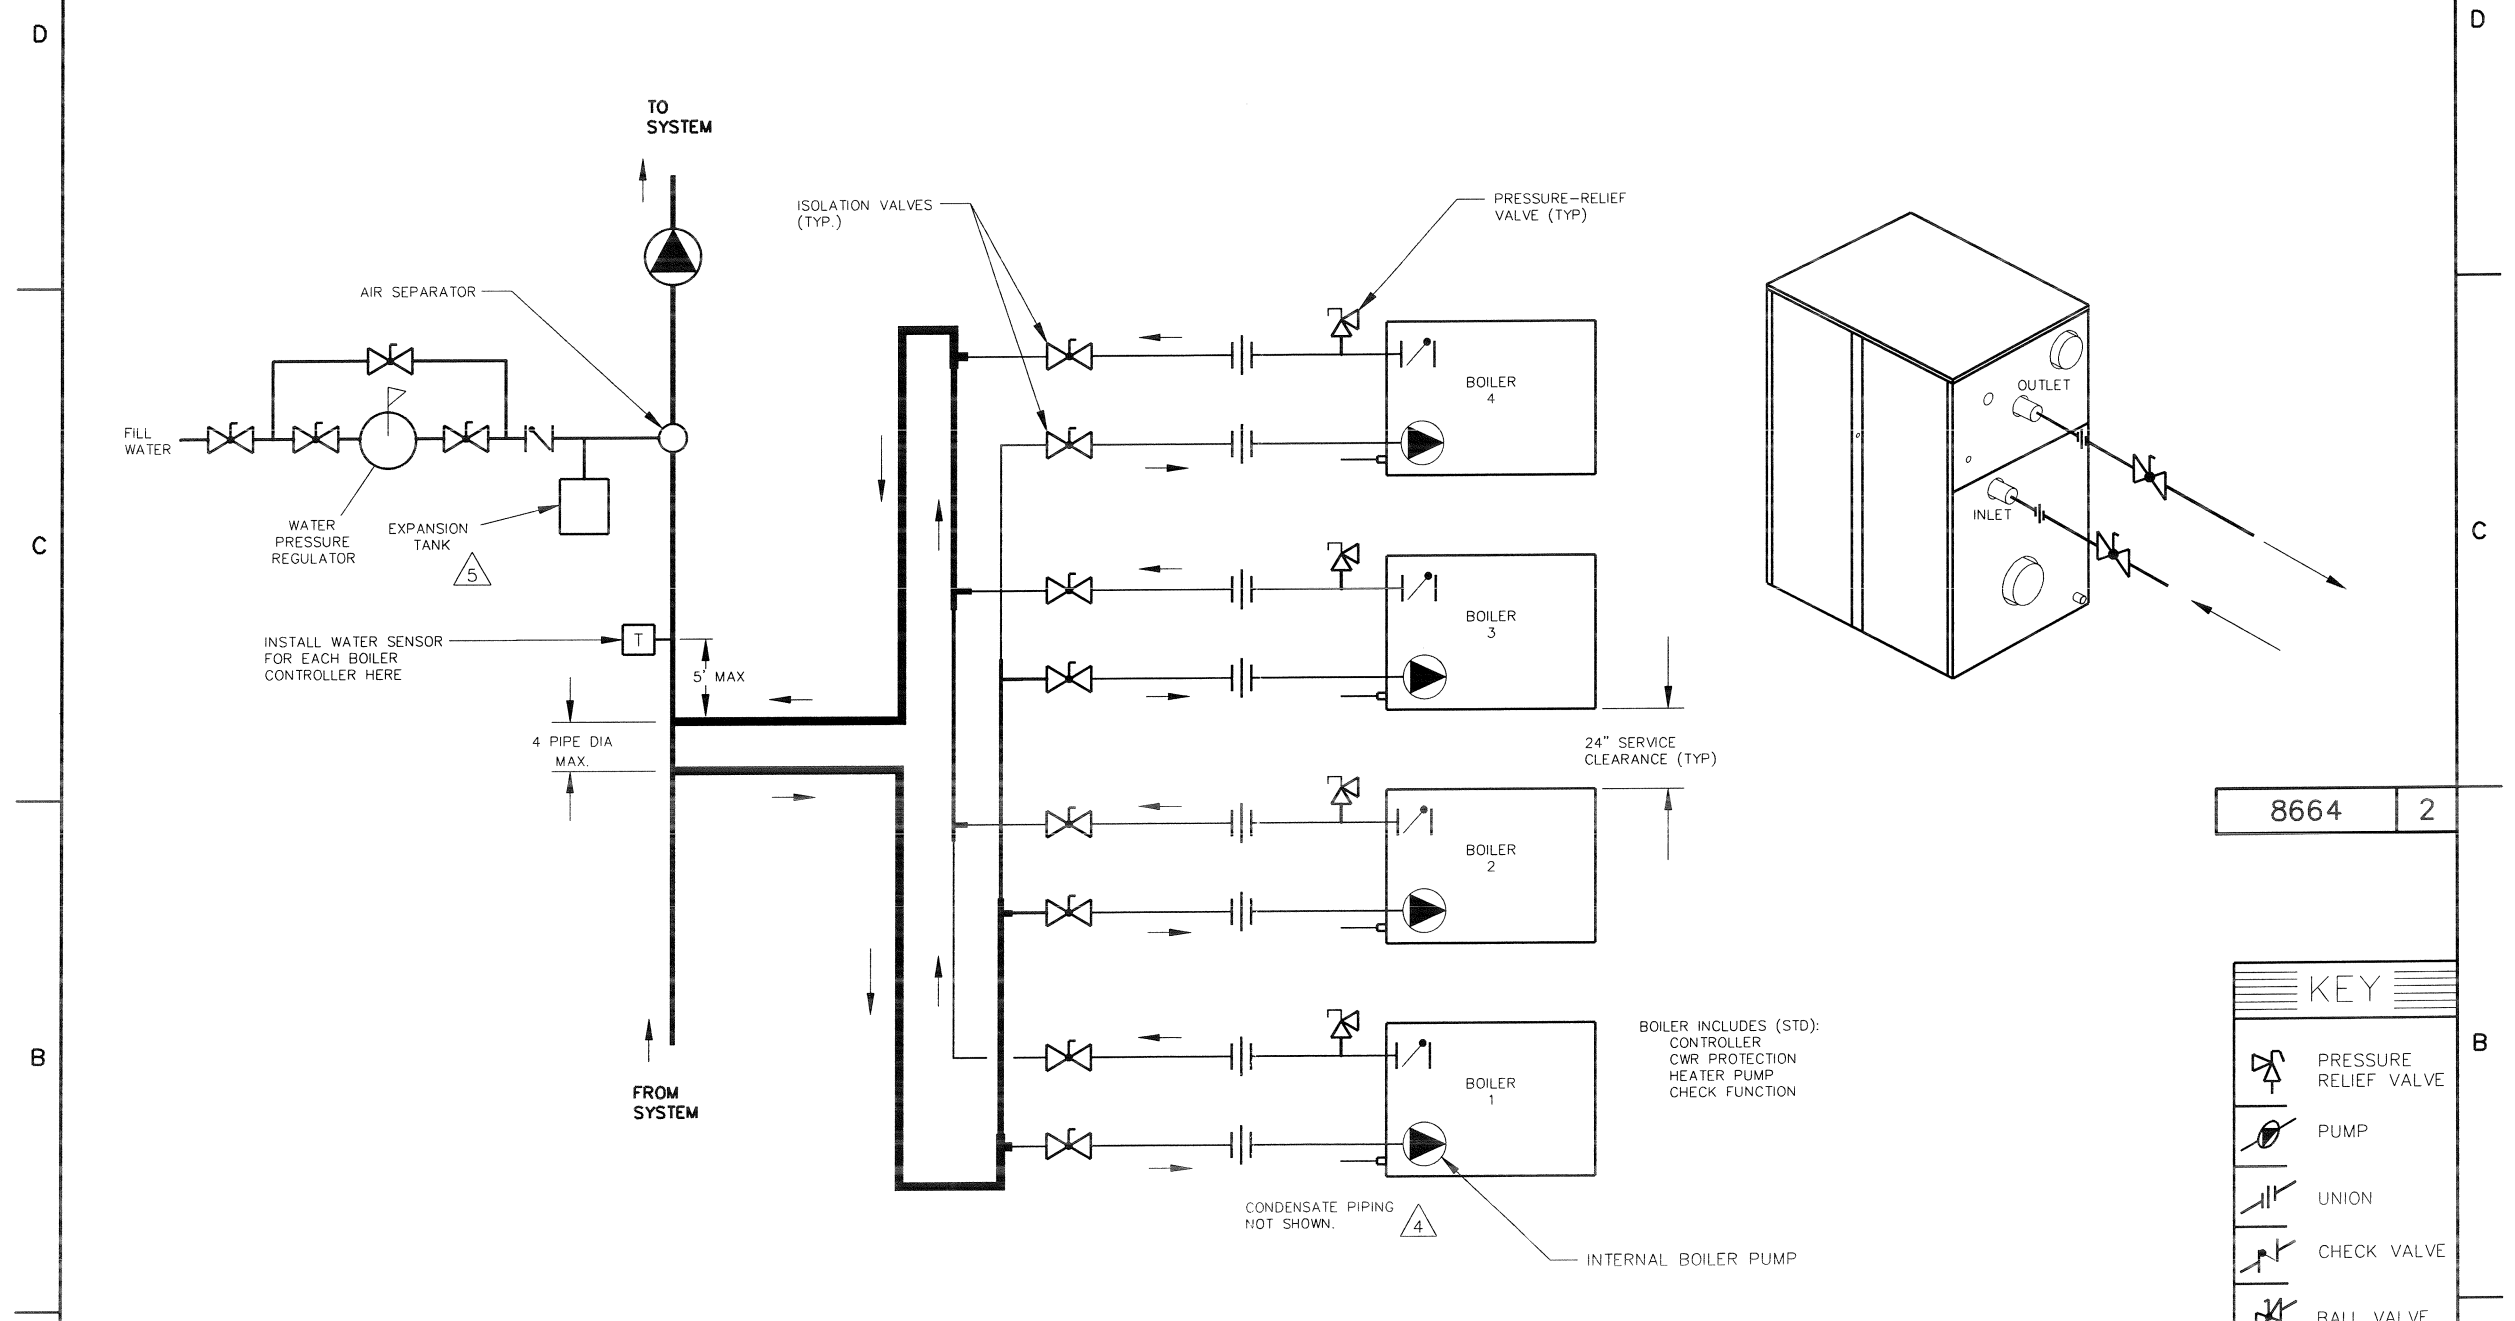 D
D
TO
SYSTEM
ISOLATION VALVES
(TYP.)
PRESSURE-RELIEF
VALVE (TYP)
AIR SEPARATOR
BOILER
4
OUTLET
FILL
WATER
INLET
WATER
PRESSURE
REGULATOR
EXPANSION
TANK
5
C
C
BOILER
3
INSTALL WATER SENSOR
FOR EACH BOILER
CONTROLLER HERE
T
5' MAX
4 PIPE DIA
MAX.
24" SERVICE
CLEARANCE (TYP)
8664
2
BOILER
2
KEY
BOILER INCLUDES (STD):
CONTROLLER
CWR PROTECTION
HEATER PUMP
CHECK FUNCTION
B
B
PRESSURE
RELIEF VALVE
BOILER
1
FROM
SYSTEM
PUMP
UNION
CONDENSATE PIPING
NOT SHOWN.
4
INTERNAL BOILER PUMP
CHECK VALVE
BALL VALVE